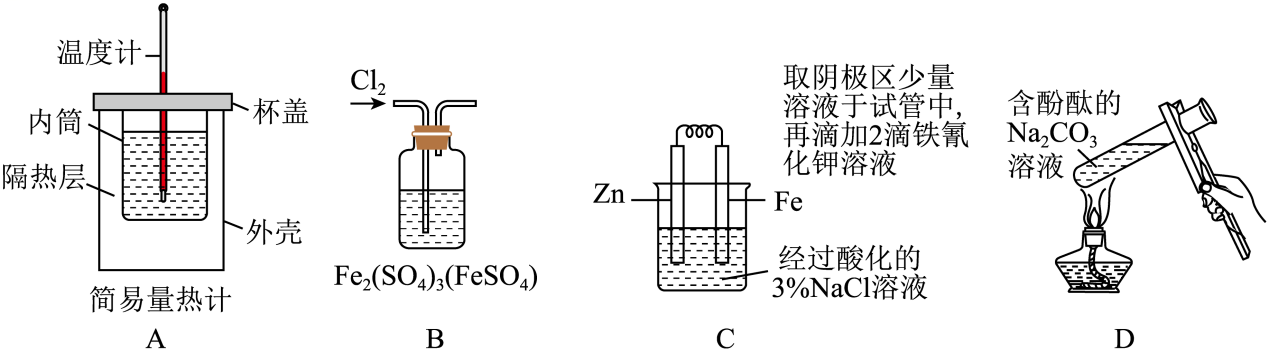 温度计
杯盖
内筒
隔热层
外壳
简易量热计
A
Cl₂
Fe₂(SO₄)₃(FeSO₄)
B
取阴极区少量
溶液于试管中，
再滴加2滴铁氰
化钾溶液
Zn
Fe
经过酸化的
3%NaCl溶液
C
含酚酞的
Na₂CO₃
溶液
D